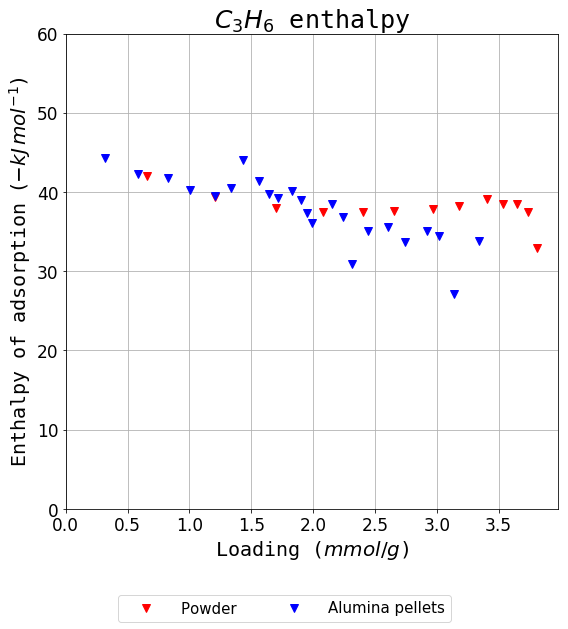 C₃H₆ enthalpy
Enthalpy of adsorption (−kJ mol⁻¹)
60
50
40
30
20
10
0
0.0 0.5 1.0 1.5 2.0 2.5 3.0 3.5
Loading (mmol/g)
Powder Alumina pellets